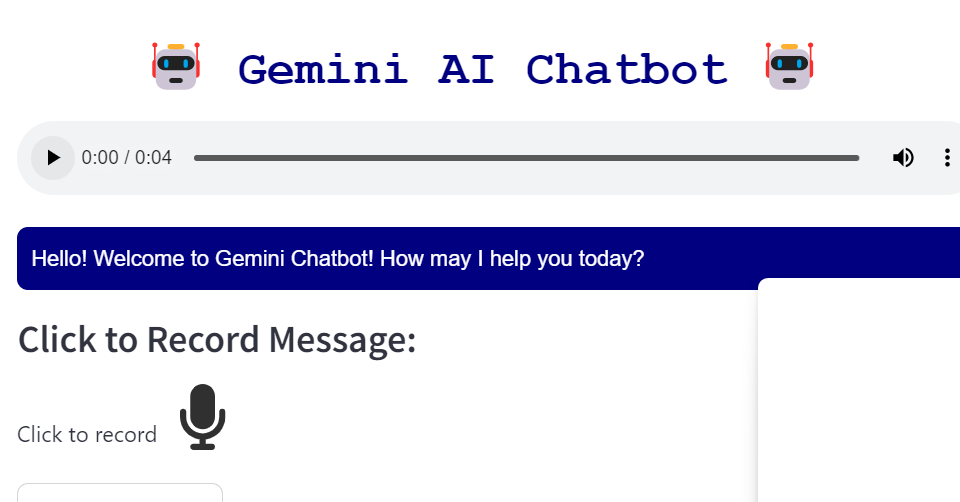 Gemini AI Chatbot
0:00 / 0:04
Hello! Welcome to Gemini Chatbot! How may I help you today?
Click to Record Message:
Click to record